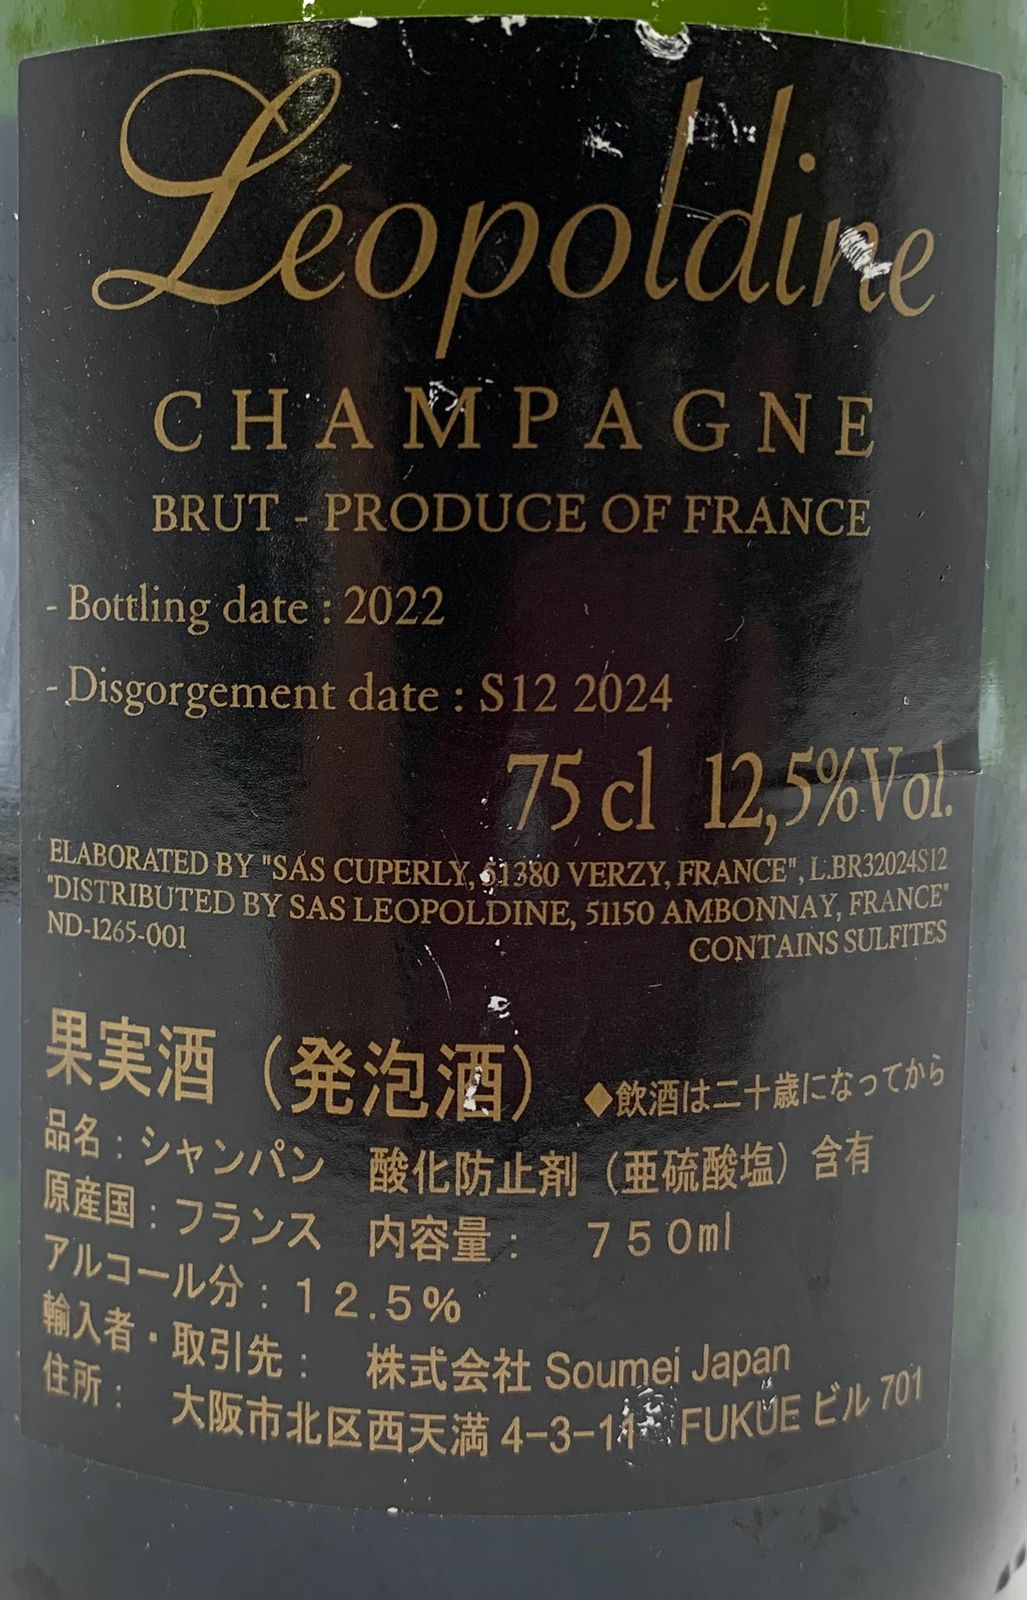 Léopoldine
CHAMPAGNE
BRUT - PRODUCE OF FRANCE
- Bottling date : 2022
- Disgorgement date : S12 2024
75 cl 12,5%Vol.
ELABORATED BY "SAS CUPERLY, 51380 VERZY, FRANCE", L.BR32024S12
"DISTRIBUTED BY SAS LEOPOLDINE, 51150 AMBONNAY, FRANCE"
ND-1265-001 CONTAINS SULFITES
果実酒（発泡酒） ◆飲酒は二十歳になってから
品名：シャンパン 酸化防止剤（亜硫酸塩）含有
原産国：フランス 内容量： ７５０ml
アルコール分：１２.５%
輸入者・取引先： 株式会社 Soumei Japan
住所： 大阪市北区西天満 4-3-11 FUKUE ビル 701